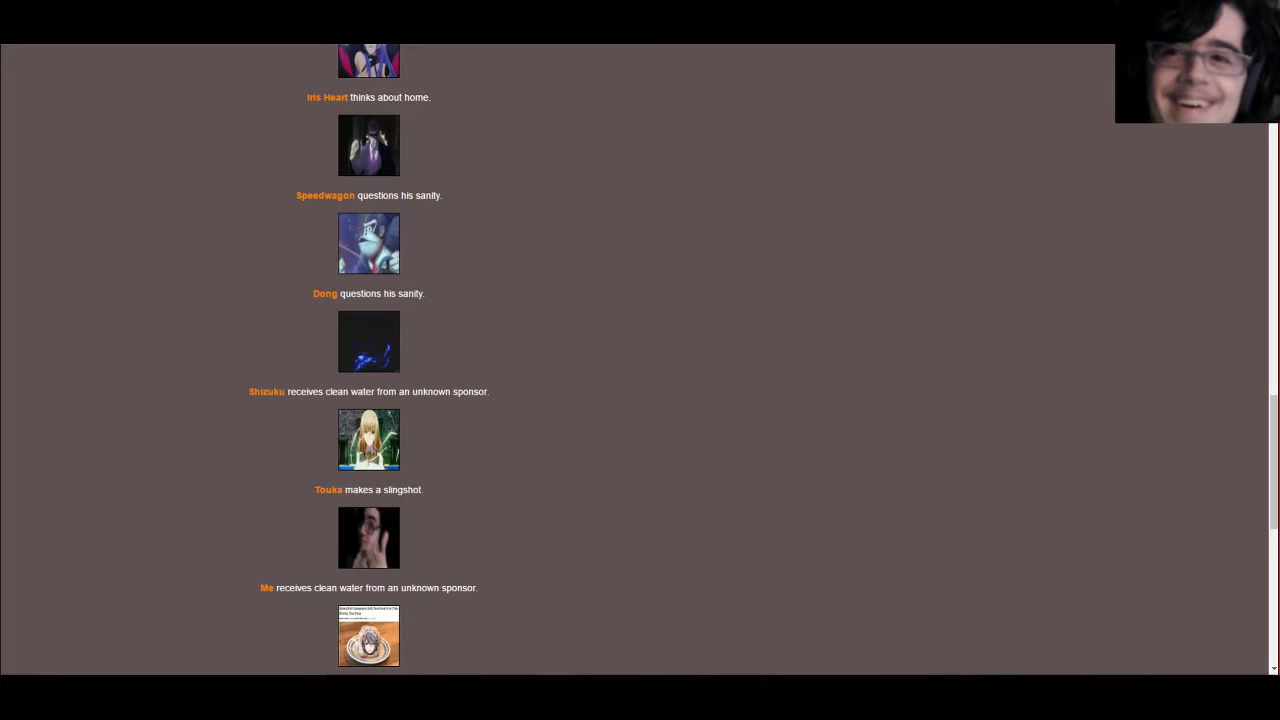 Iris Heart thinks about home.
Speedwagon questions his sanity.
Dong questions his sanity.
Shizuku receives clean water from an unknown sponsor.
Touka makes a slingshot.
Me receives clean water from an unknown sponsor.